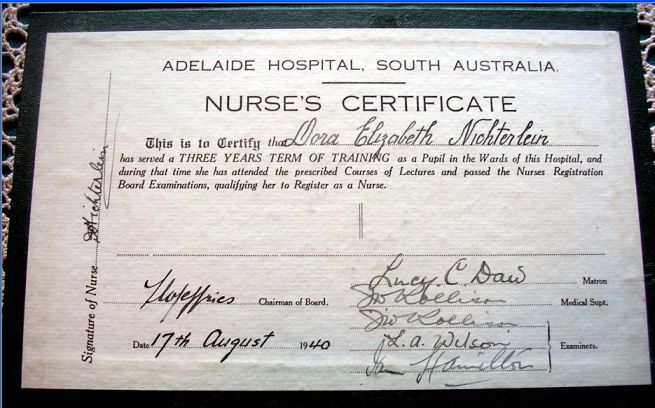 ADELAIDE HOSPITAL, SOUTH AUSTRALIA.
NURSE'S CERTIFICATE
This is to Certify that Dora Elizabeth Nichterlein
has served a THREE YEARS TERM OF TRAINING as a Pupil in the Wards of this Hospital, and
during that time she has attended the prescribed Courses of Lectures and passed the Nurses Registration
Board Examinations, qualifying her to Register as a Nurse.
Signature of Nurse Nichterlein
Lucy C. Daw Matron
Chairman of Board. Medical Supt.
Date 17th August 1940
L. A. Wilson Examiners.
Hamilton